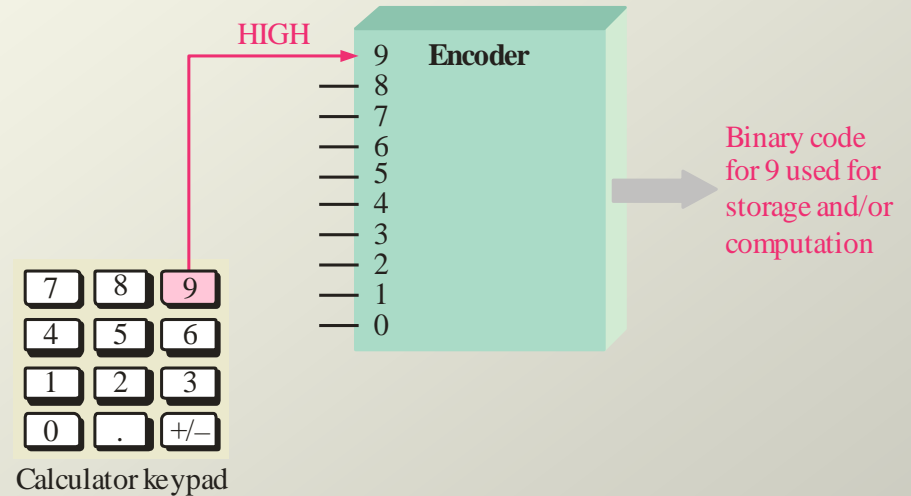 HIGH
9 Encoder
8
7
6
5
4
3
2
1
0
Binary code
for 9 used for
storage and/or
computation
7 8 9
4 5 6
1 2 3
0 . +/–
Calculator keypad